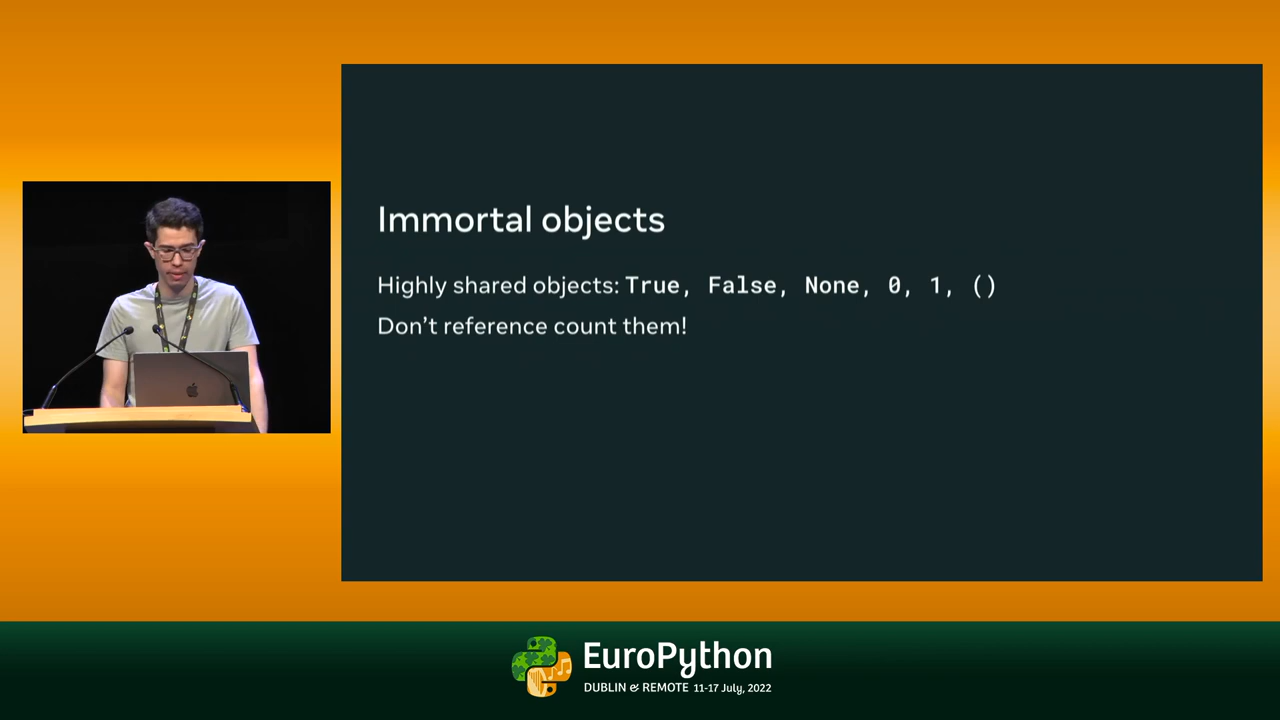 Immortal objects
Highly shared objects: True, False, None, 0, 1, ()
Don’t reference count them!
EuroPython
DUBLIN & REMOTE 11-17 July, 2022